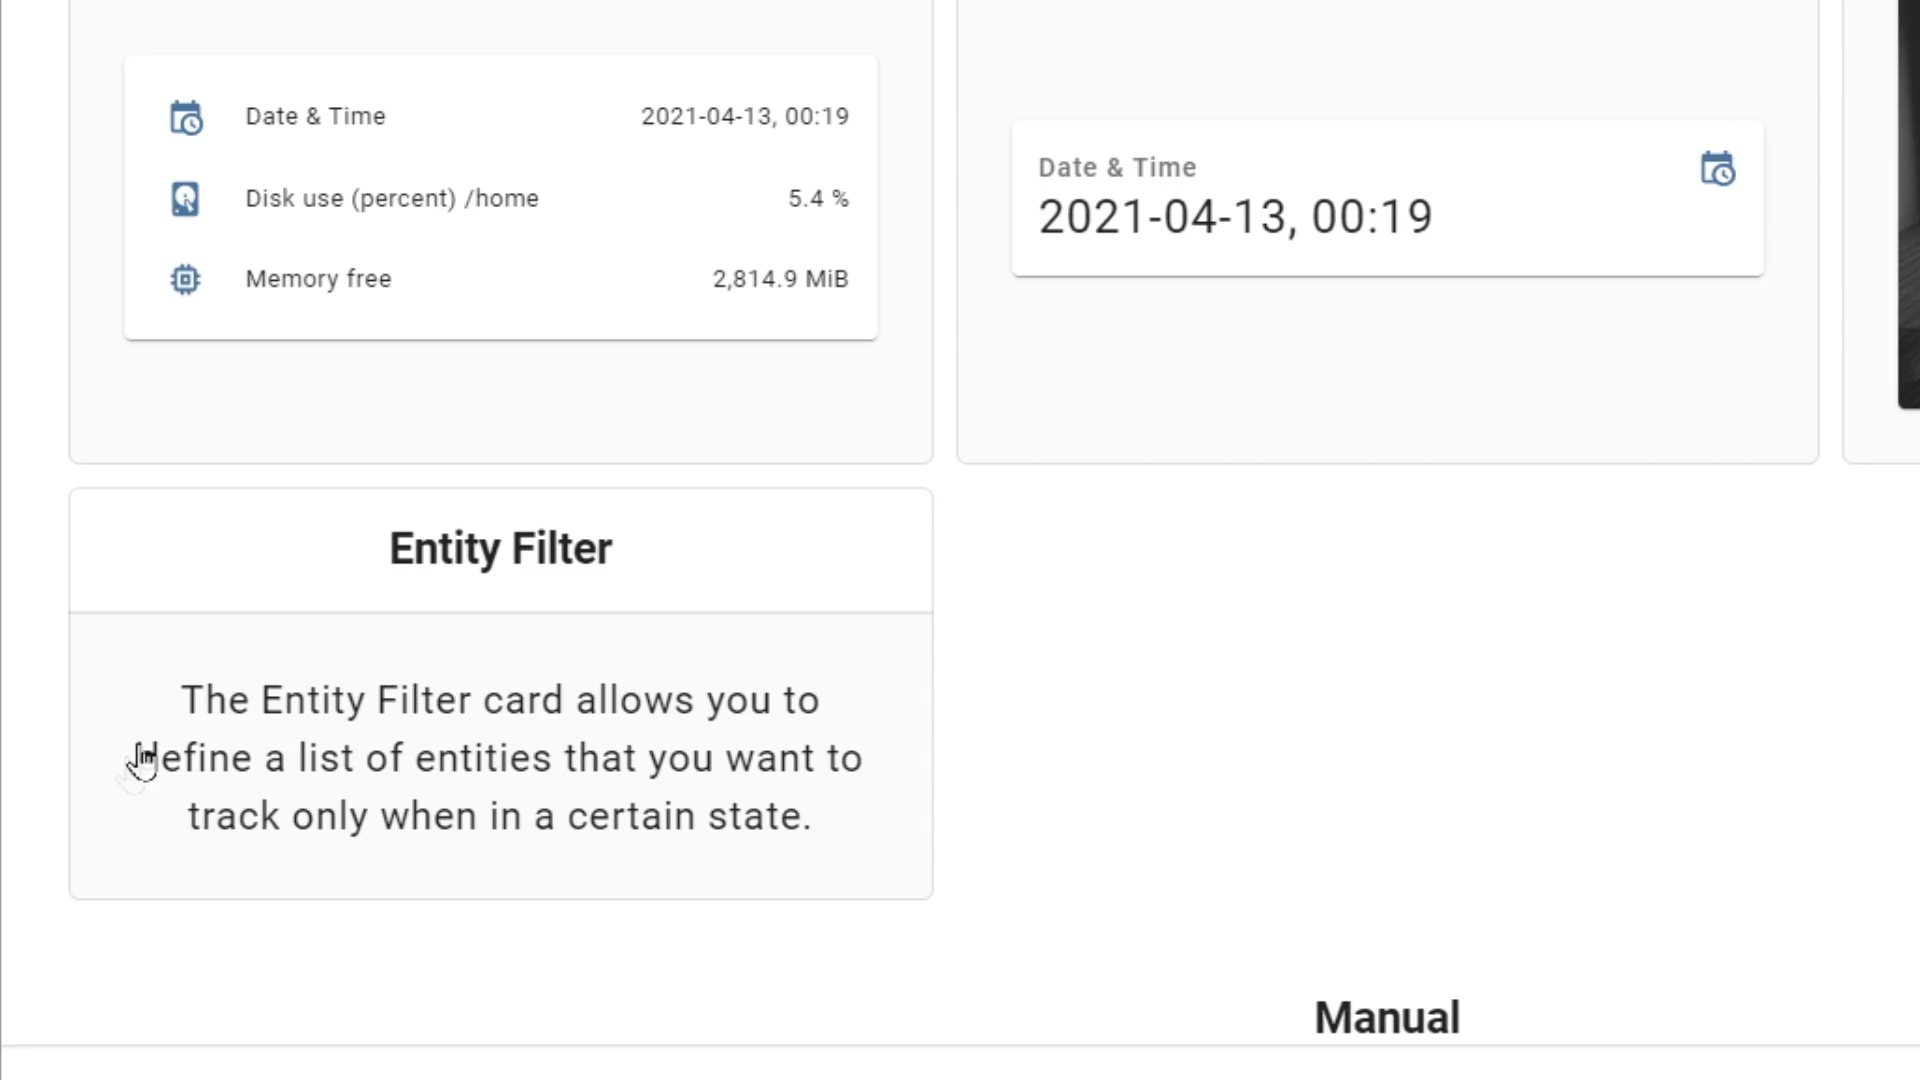 Date & Time 2021-04-13, 00:19
Disk use (percent) /home 5.4 %
Memory free 2,814.9 MiB
Date & Time
2021-04-13, 00:19
Entity Filter
The Entity Filter card allows you to
define a list of entities that you want to
track only when in a certain state.
Manual